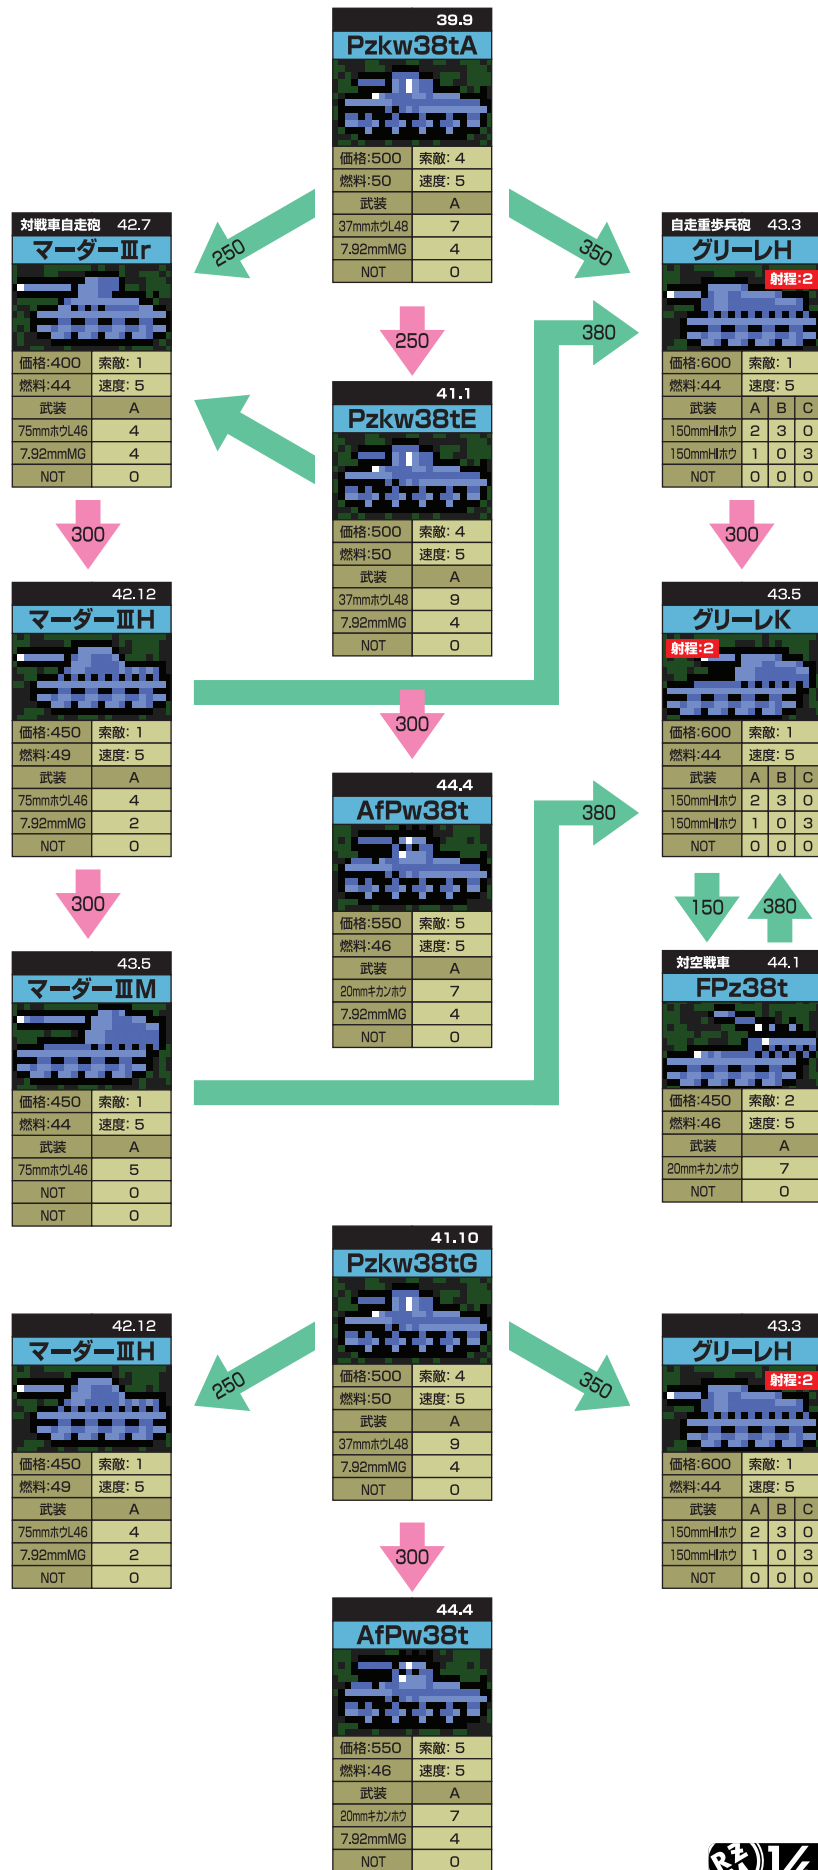 39.9
Pzkw38tA
価格:500 索敵: 4
燃料:50 速度: 5
武装 A
37mmホウL48 7
7.92mmMG 4
NOT 0
対戦車自走砲 42.7
マーダーⅢr
価格:400 索敵: 1
燃料:44 速度: 5
武装 A
75mmホウL46 4
7.92mmMG 4
NOT 0
250
350
自走重歩兵砲 43.3
グリーレH
射程:2
価格:600 索敵: 1
燃料:44 速度: 5
武装 A B C
150mmHIホウ 2 3 0
150mmHIホウ 1 0 3
NOT 0 0 0
250
380
41.1
Pzkw38tE
価格:500 索敵: 4
燃料:50 速度: 5
武装 A
37mmホウL48 9
7.92mmMG 4
NOT 0
300
300
42.12
マーダーⅢH
価格:450 索敵: 1
燃料:49 速度: 5
武装 A
75mmホウL46 4
7.92mmMG 2
NOT 0
43.5
グリーレK
射程:2
価格:600 索敵: 1
燃料:44 速度: 5
武装 A B C
150mmHIホウ 2 3 0
150mmHIホウ 1 0 3
NOT 0 0 0
300
44.4
AfPw38t
価格:550 索敵: 5
燃料:46 速度: 5
武装 A
20mmキカンホウ 7
7.92mmMG 4
NOT 0
380
300
150 380
43.5
マーダーⅢM
価格:450 索敵: 1
燃料:44 速度: 5
武装 A
75mmホウL46 5
NOT 0
NOT 0
対空戦車 44.1
FPz38t
価格:450 索敵: 2
燃料:46 速度: 5
武装 A
20mmキカンホウ 7
NOT 0
41.10
Pzkw38tG
価格:500 索敵: 4
燃料:50 速度: 5
武装 A
37mmホウL48 9
7.92mmMG 4
NOT 0
42.12
マーダーⅢH
価格:450 索敵: 1
燃料:49 速度: 5
武装 A
75mmホウL46 4
7.92mmMG 2
NOT 0
250
350
43.3
グリーレH
射程:2
価格:600 索敵: 1
燃料:44 速度: 5
武装 A B C
150mmHIホウ 2 3 0
150mmHIホウ 1 0 3
NOT 0 0 0
300
44.4
AfPw38t
価格:550 索敵: 5
燃料:46 速度: 5
武装 A
20mmキカンホウ 7
7.92mmMG 4
NOT 0